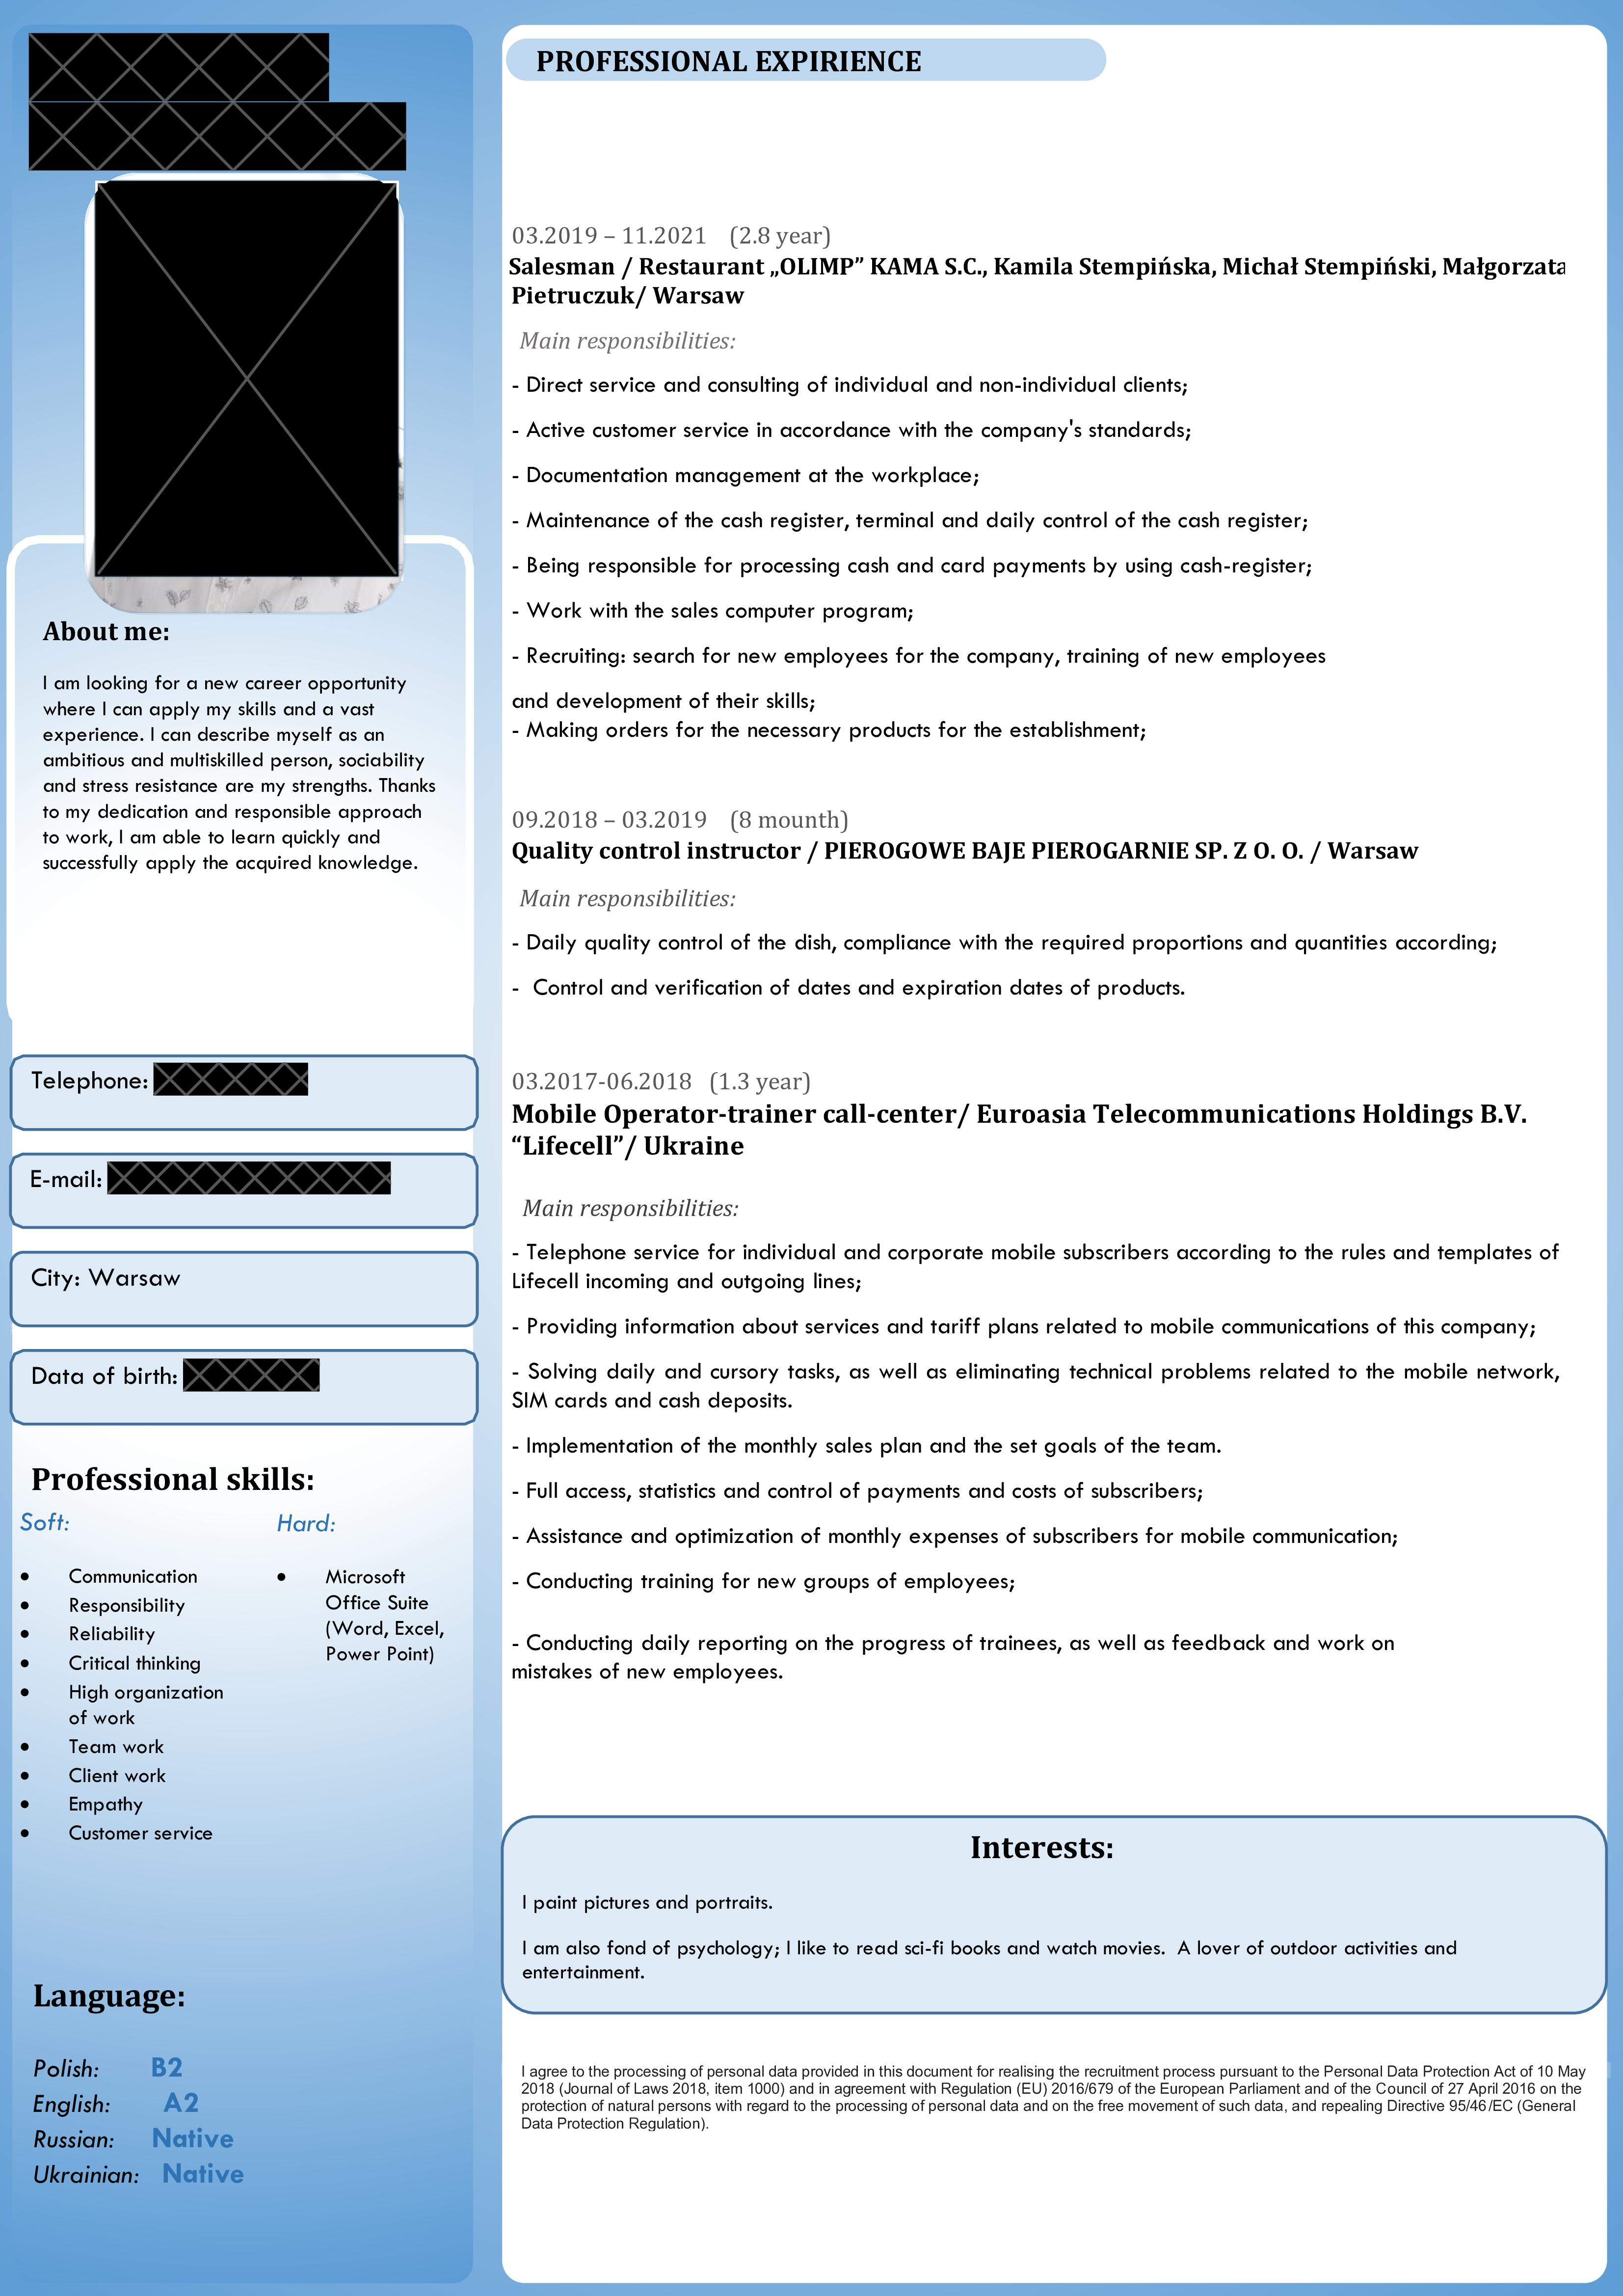 About me:
I am looking for a new career opportunity
where I can apply my skills and a vast
experience. I can describe myself as an
ambitious and multiskilled person, sociability
and stress resistance are my strengths. Thanks
to my dedication and responsible approach
to work, I am able to learn quickly and
successfully apply the acquired knowledge.
Telephone:
E-mail:
City: Warsaw
Data of birth:
Professional skills:
Soft:
• Communication
• Responsibility
• Reliability
• Critical thinking
• High organization
of work
• Team work
• Client work
• Empathy
• Customer service
Hard:
• Microsoft
Office Suite
(Word, Excel,
Power Point)
Language:
Polish: B2
English: A2
Russian: Native
Ukrainian: Native
PROFESSIONAL EXPIRIENCE
03.2019 – 11.2021 (2.8 year)
Salesman / Restaurant „OLIMP” KAMA S.C., Kamila Stempińska, Michał Stempiński, Małgorzata
Pietruczuk/ Warsaw
Main responsibilities:
- Direct service and consulting of individual and non-individual clients;
- Active customer service in accordance with the company's standards;
- Documentation management at the workplace;
- Maintenance of the cash register, terminal and daily control of the cash register;
- Being responsible for processing cash and card payments by using cash-register;
- Work with the sales computer program;
- Recruiting: search for new employees for the company, training of new employees
and development of their skills;
- Making orders for the necessary products for the establishment;
09.2018 – 03.2019 (8 mounth)
Quality control instructor / PIEROGOWE BAJE PIEROGARNIE SP. Z O. O. / Warsaw
Main responsibilities:
- Daily quality control of the dish, compliance with the required proportions and quantities according;
- Control and verification of dates and expiration dates of products.
03.2017-06.2018 (1.3 year)
Mobile Operator-trainer call-center/ Euroasia Telecommunications Holdings B.V.
“Lifecell”/ Ukraine
Main responsibilities:
- Telephone service for individual and corporate mobile subscribers according to the rules and templates of
Lifecell incoming and outgoing lines;
- Providing information about services and tariff plans related to mobile communications of this company;
- Solving daily and cursory tasks, as well as eliminating technical problems related to the mobile network,
SIM cards and cash deposits.
- Implementation of the monthly sales plan and the set goals of the team.
- Full access, statistics and control of payments and costs of subscribers;
- Assistance and optimization of monthly expenses of subscribers for mobile communication;
- Conducting training for new groups of employees;
- Conducting daily reporting on the progress of trainees, as well as feedback and work on
mistakes of new employees.
Interests:
I paint pictures and portraits.
I am also fond of psychology; I like to read sci-fi books and watch movies. A lover of outdoor activities and
entertainment.
I agree to the processing of personal data provided in this document for realising the recruitment process pursuant to the Personal Data Protection Act of 10 May
2018 (Journal of Laws 2018, item 1000) and in agreement with Regulation (EU) 2016/679 of the European Parliament and of the Council of 27 April 2016 on the
protection of natural persons with regard to the processing of personal data and on the free movement of such data, and repealing Directive 95/46/EC (General
Data Protection Regulation).